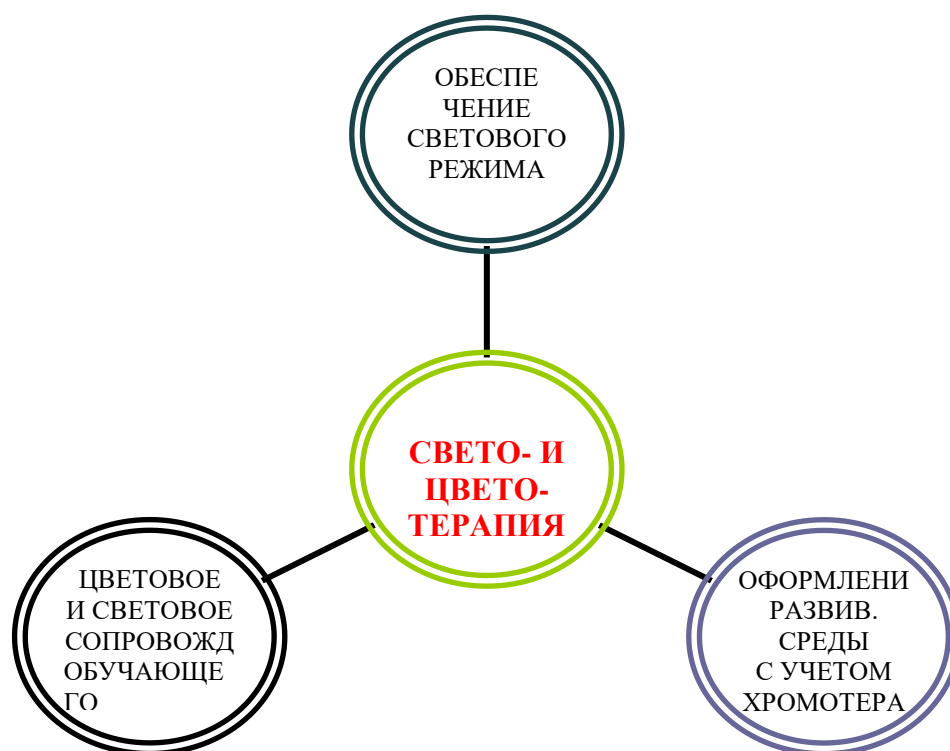 ОБЕСПЕ
ЧЕНИЕ
СВЕТОВОГО
РЕЖИМА
СВЕТО- И
ЦВЕТО-
ТЕРАПИЯ
ЦВЕТОВОЕ
И СВЕТОВОЕ
СОПРОВОЖД
ОБУЧАЮЩЕ
ГО
ОФОРМЛЕНИ
РАЗВИВ.
СРЕДЫ
С УЧЕТОМ
ХРОМОТЕРА